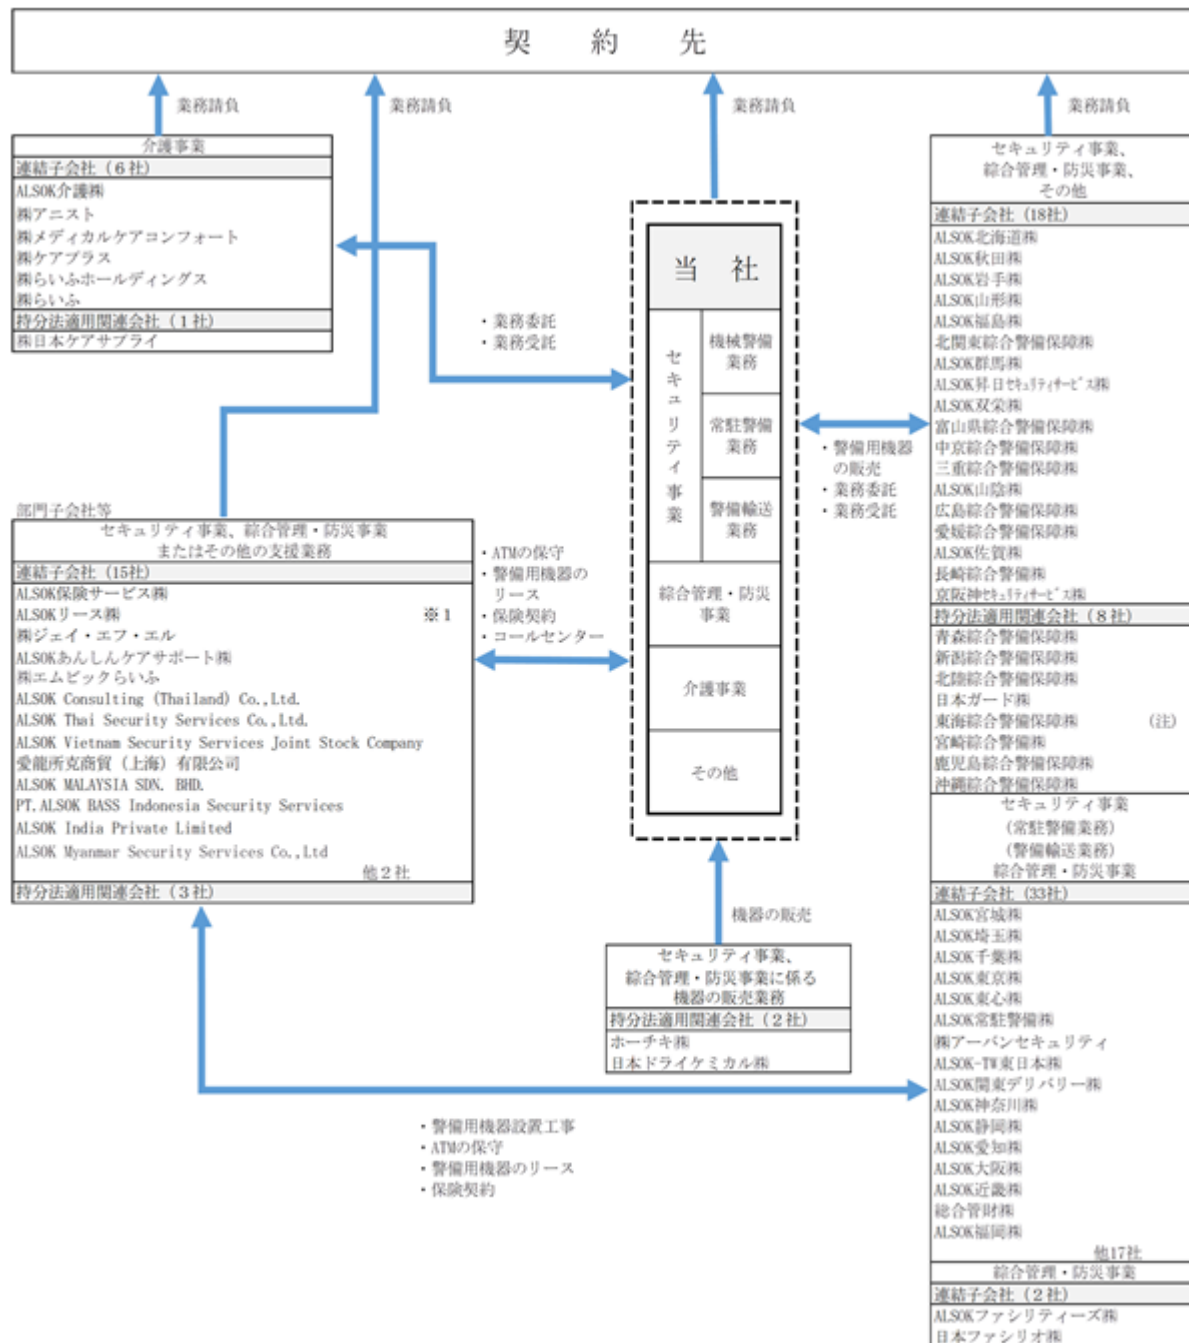 契 約 先
業務請負
業務請負
業務請負
業務請負
介護事業
連結子会社(6社)
ALSOK介護㈱
㈱アニスト
㈱メディカルケアコンフォート
㈱ケアプラス
㈱らいふホールディングス
㈱らいふ
持分法適用関連会社(1社)
㈱日本ケアサプライ
・業務委託
・業務受託
部門子会社等
セキュリティ事業、綜合管理・防災事業
またはその他の支援業務
連結子会社(15社)
ALSOK保険サービス㈱
ALSOKリース㈱ ※1
㈱ジェイ・エフ・エル
ALSOKあんしんケアサポート㈱
㈱エムビックらいふ
ALSOK Consulting (Thailand) Co.,Ltd.
ALSOK Thai Security Services Co.,Ltd.
ALSOK Vietnam Security Services Joint Stock Company
愛龍所克商貿(上海)有限公司
ALSOK MALAYSIA SDN. BHD.
PT.ALSOK BASS Indonesia Security Services
ALSOK India Private Limited
ALSOK Myanmar Security Services Co.,Ltd
他2社
持分法適用関連会社(3社)
・ATMの保守
・警備用機器の
リース
・保険契約
・コールセンター
当 社
セキュリティ事業
機械警備
業務
常駐警備
業務
警備輸送
業務
綜合管理・防災
事業
介護事業
その他
機器の販売
セキュリティ事業、
綜合管理・防災事業に係る
機器の販売業務
持分法適用関連会社(2社)
ホーチキ㈱
日本ドライケミカル㈱
・警備用機器
の販売
・業務委託
・業務受託
・警備用機器設置工事
・ATMの保守
・警備用機器のリース
・保険契約
セキュリティ事業、
綜合管理・防災事業、
その他
連結子会社(18社)
ALSOK北海道㈱
ALSOK秋田㈱
ALSOK岩手㈱
ALSOK山形㈱
ALSOK福島㈱
北関東綜合警備保障㈱
ALSOK群馬㈱
ALSOK昇日セキュリティサービス㈱
ALSOK双栄㈱
富山県綜合警備保障㈱
中京綜合警備保障㈱
三重綜合警備保障㈱
ALSOK山陰㈱
広島綜合警備保障㈱
愛媛綜合警備保障㈱
ALSOK佐賀㈱
長崎綜合警備㈱
京阪神セキュリティサービス㈱
持分法適用関連会社(8社)
青森綜合警備保障㈱
新潟綜合警備保障㈱
北陸綜合警備保障㈱
日本ガード㈱
東海綜合警備保障㈱ (注)
宮崎綜合警備㈱
鹿児島綜合警備保障㈱
沖縄綜合警備保障㈱
セキュリティ事業
(常駐警備業務)
(警備輸送業務)
綜合管理・防災事業
連結子会社(33社)
ALSOK宮城㈱
ALSOK埼玉㈱
ALSOK千葉㈱
ALSOK東京㈱
ALSOK東心㈱
ALSOK常駐警備㈱
㈱アーバンセキュリティ
ALSOK-TW東日本㈱
ALSOK関東デリバリー㈱
ALSOK神奈川㈱
ALSOK静岡㈱
ALSOK愛知㈱
ALSOK大阪㈱
ALSOK近畿㈱
総合管財㈱
ALSOK福岡㈱
他17社
綜合管理・防災事業
連結子会社(2社)
ALSOKファシリティーズ㈱
日本ファシリオ㈱